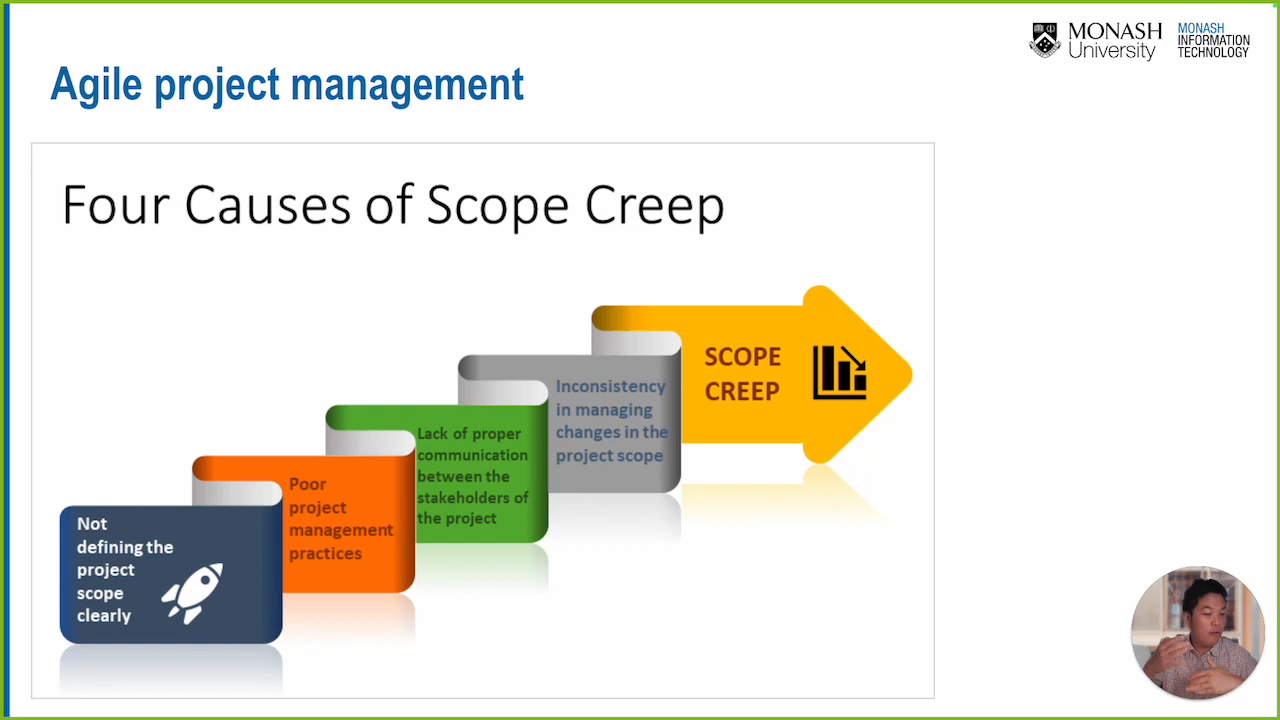 MONASH
University
MONASH
INFORMATION
TECHNOLOGY
Agile project management
Four Causes of Scope Creep
Not
defining the
project
scope
clearly
Poor
project
management
practices
Lack of proper
communication
between the
stakeholders of
the project
Inconsistency
in managing
changes in the
project scope
SCOPE
CREEP